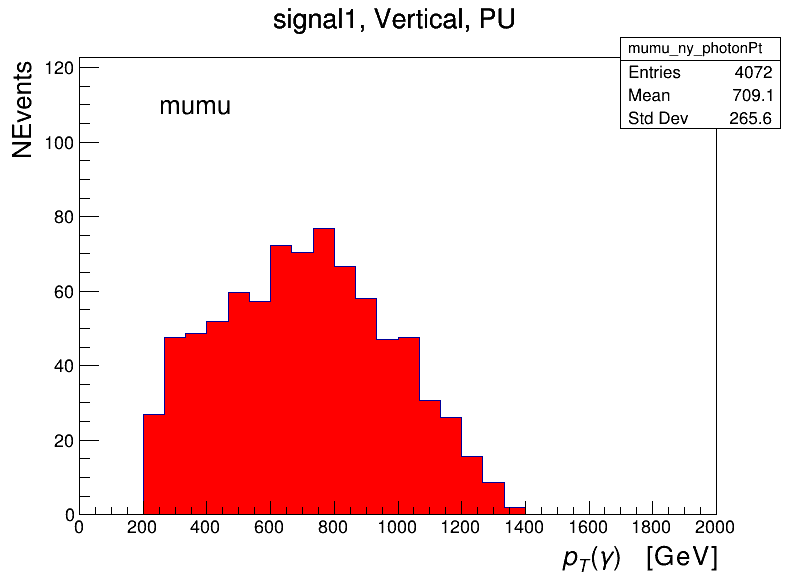 signal1, Vertical, PU
mumu_ny_photonPt
Entries 4072
Mean 709.1
Std Dev 265.6
NEvents
mumu
120
100
80
60
40
20
0
0 200 400 600 800 1000 1200 1400 1600 1800 2000
p_T(γ) [GeV]